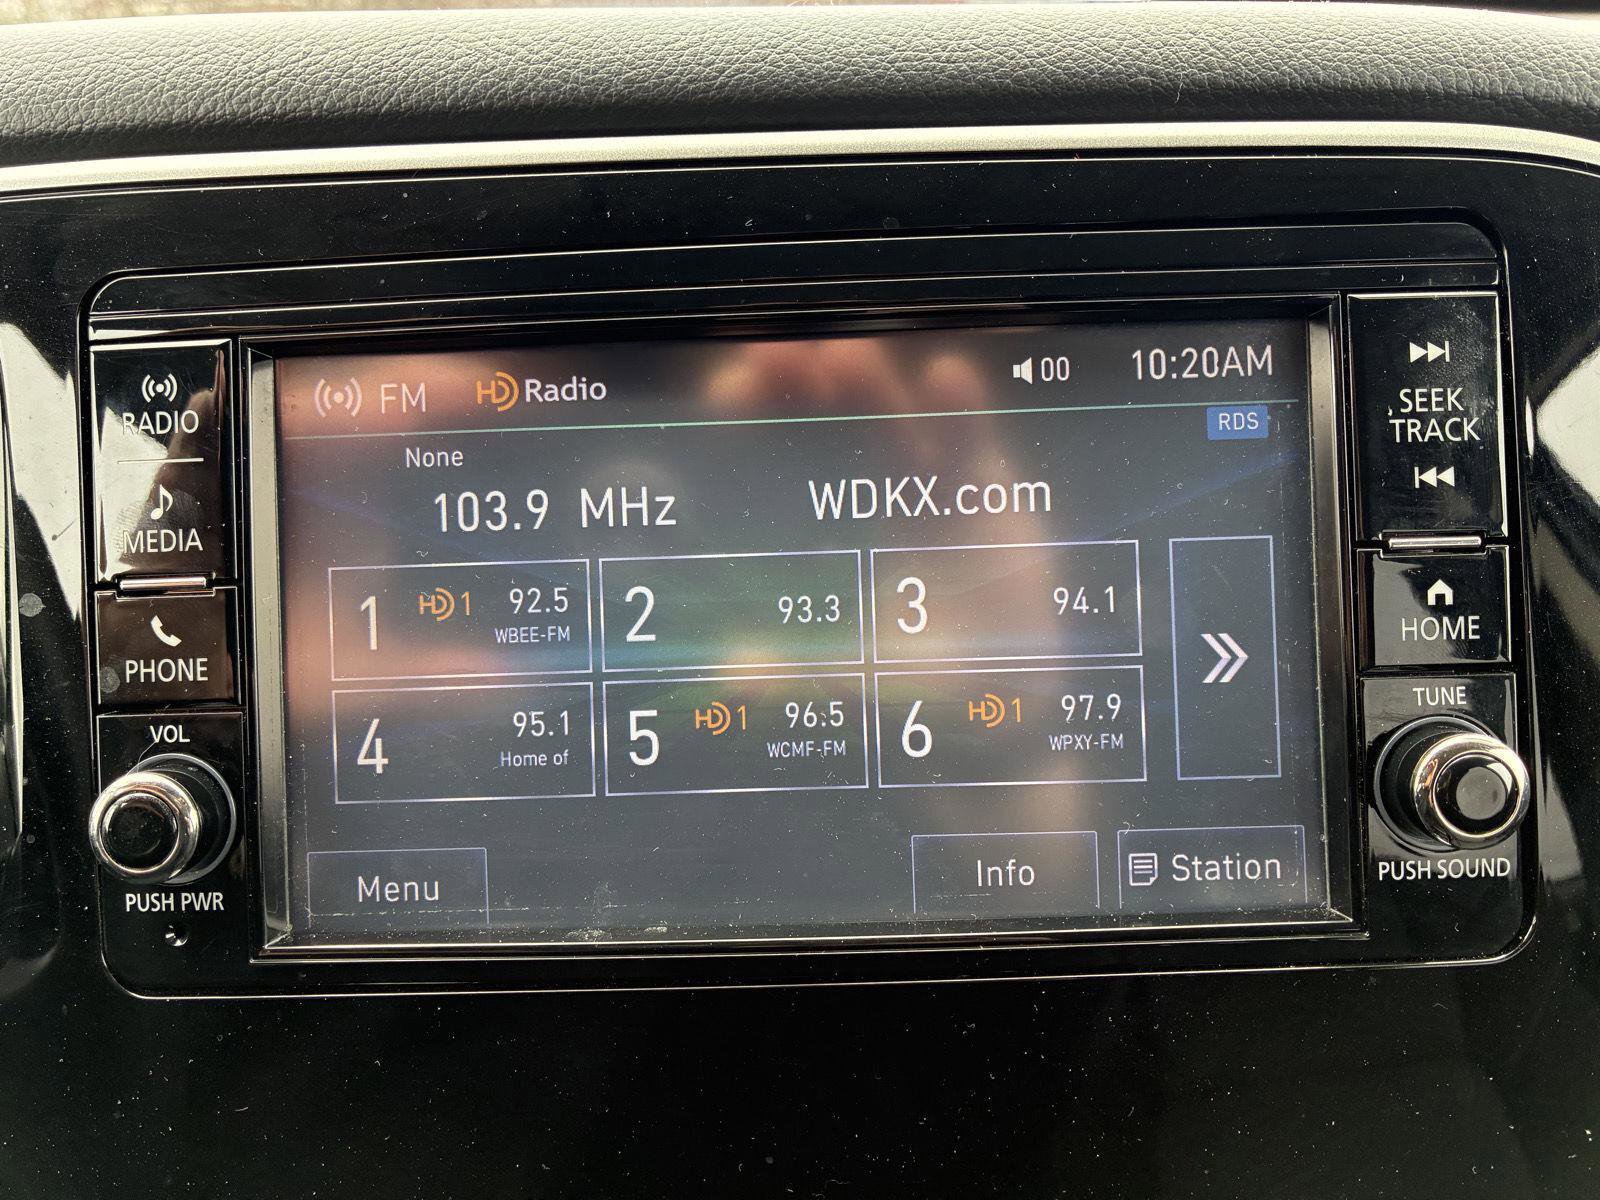 FM HD Radio 00 10:20AM
RDS
None
103.9 MHz WDKX.com
1 HD1 92.5
WBEE-FM
2 93.3
3 94.1
4 95.1
Home of
5 HD1 96.5
WCMF-FM
6 HD1 97.9
WPXY-FM
Menu
Info
Station
RADIO
MEDIA
PHONE
VOL
PUSH PWR
SEEK
TRACK
HOME
TUNE
PUSH SOUND